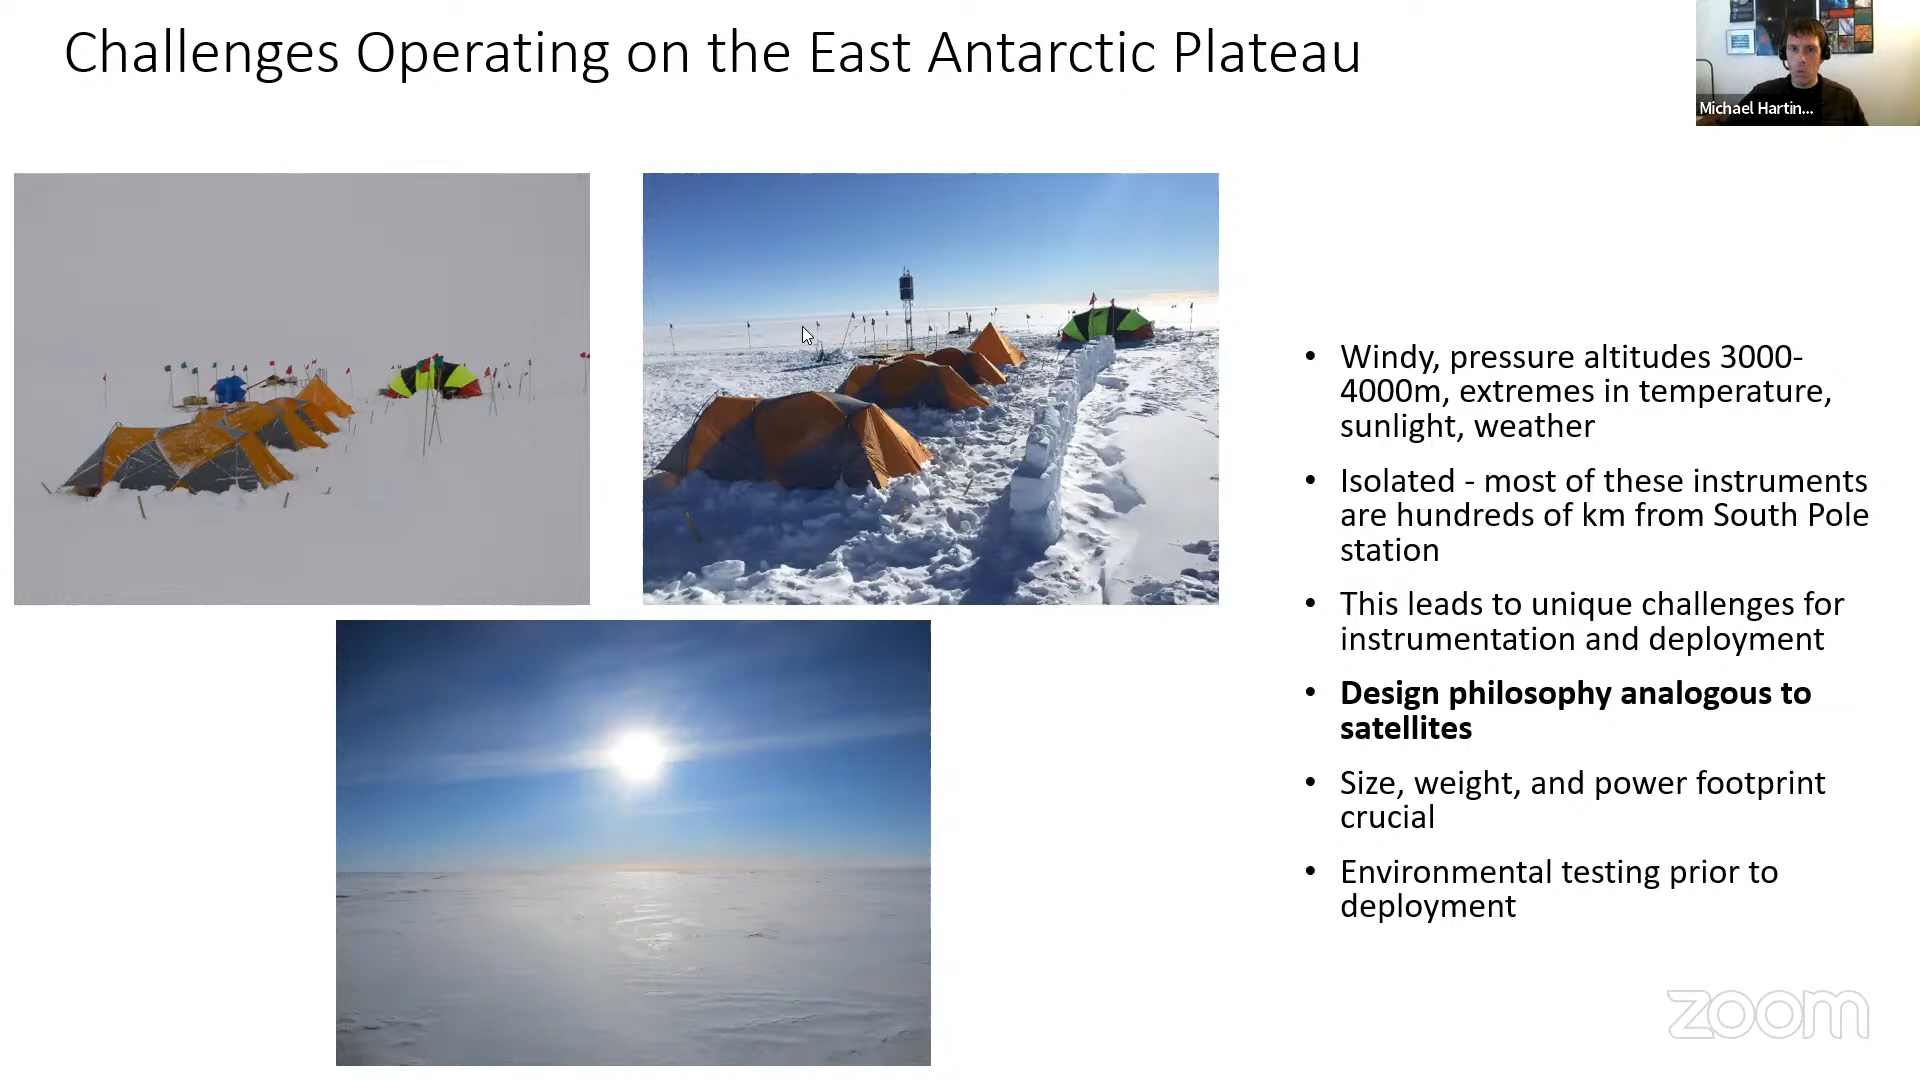 Challenges Operating on the East Antarctic Plateau
Michael Hartin...
• Windy, pressure altitudes 3000-
4000m, extremes in temperature,
sunlight, weather
• Isolated - most of these instruments
are hundreds of km from South Pole
station
• This leads to unique challenges for
instrumentation and deployment
• Design philosophy analogous to
satellites
• Size, weight, and power footprint
crucial
• Environmental testing prior to
deployment
zoom